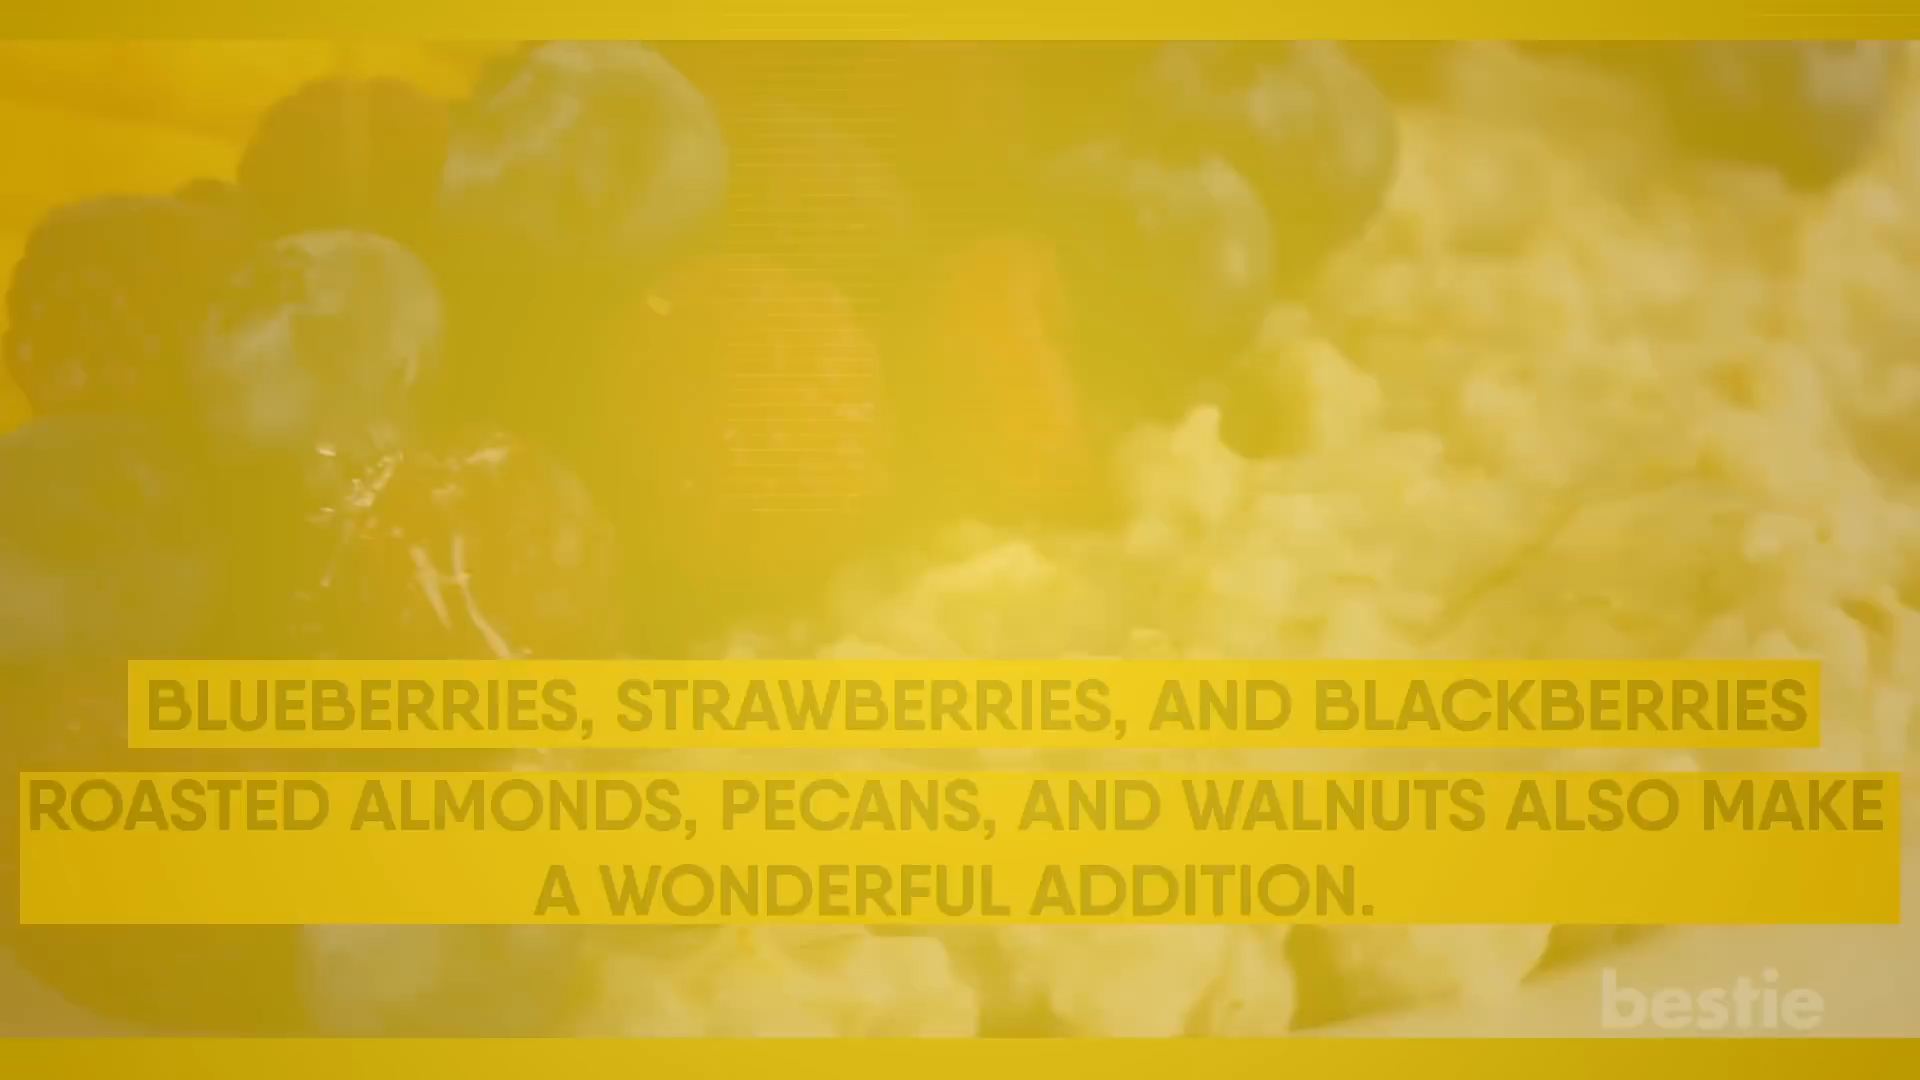 BLUEBERRIES, STRAWBERRIES, AND BLACKBERRIES
ROASTED ALMONDS, PECANS, AND WALNUTS ALSO MAKE
A WONDERFUL ADDITION.
bestie